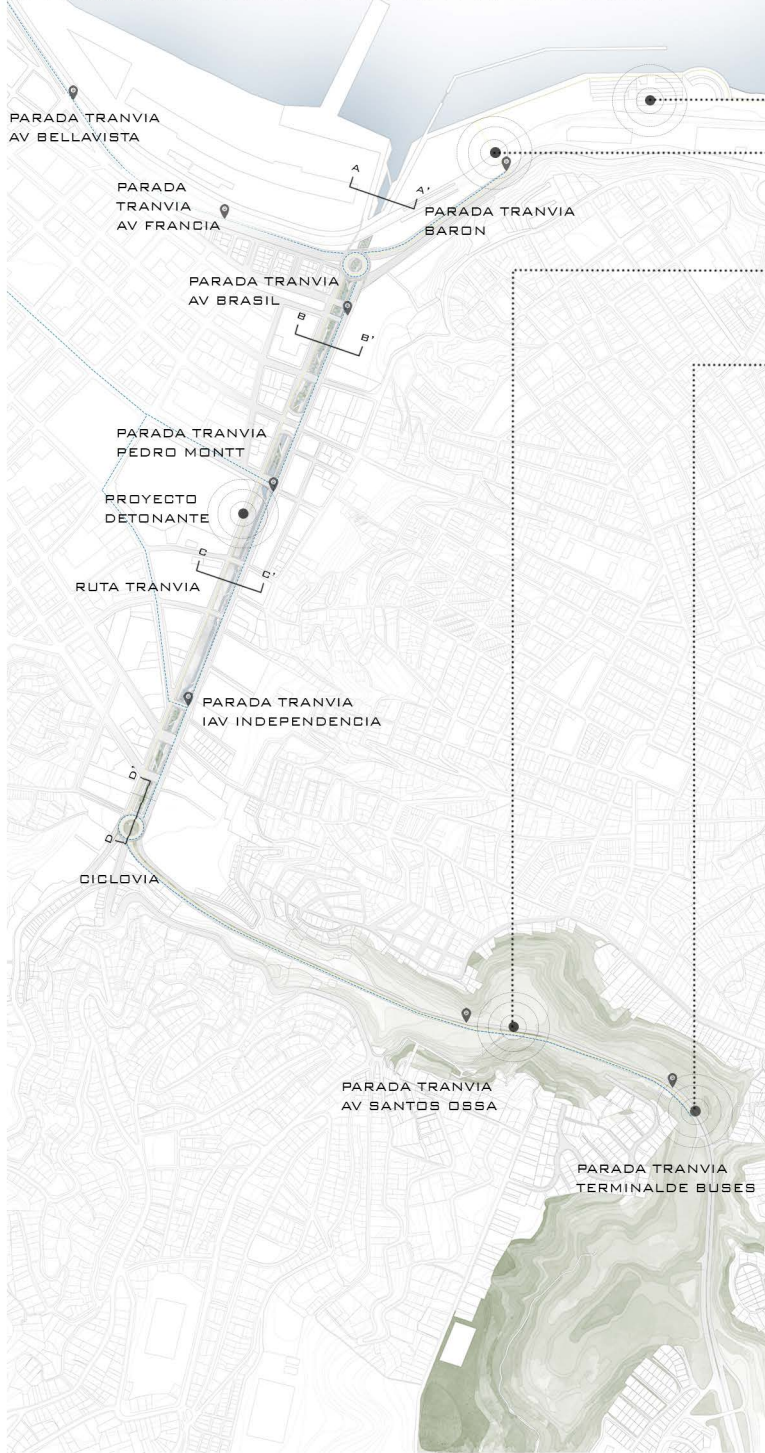 PARADA TRANVIA
AV BELLAVISTA
A
A'
PARADA
TRANVIA
AV FRANCIA
PARADA TRANVIA
BARON
PARADA TRANVIA
AV BRASIL
B
B'
PARADA TRANVIA
PEDRO MONTT
PROYECTO
DETONANTE
C
C'
RUTA TRANVIA
PARADA TRANVIA
IAV INDEPENDENCIA
D'
D
CICLOVIA
PARADA TRANVIA
AV SANTOS OSSA
PARADA TRANVIA
TERMINALDE BUSES